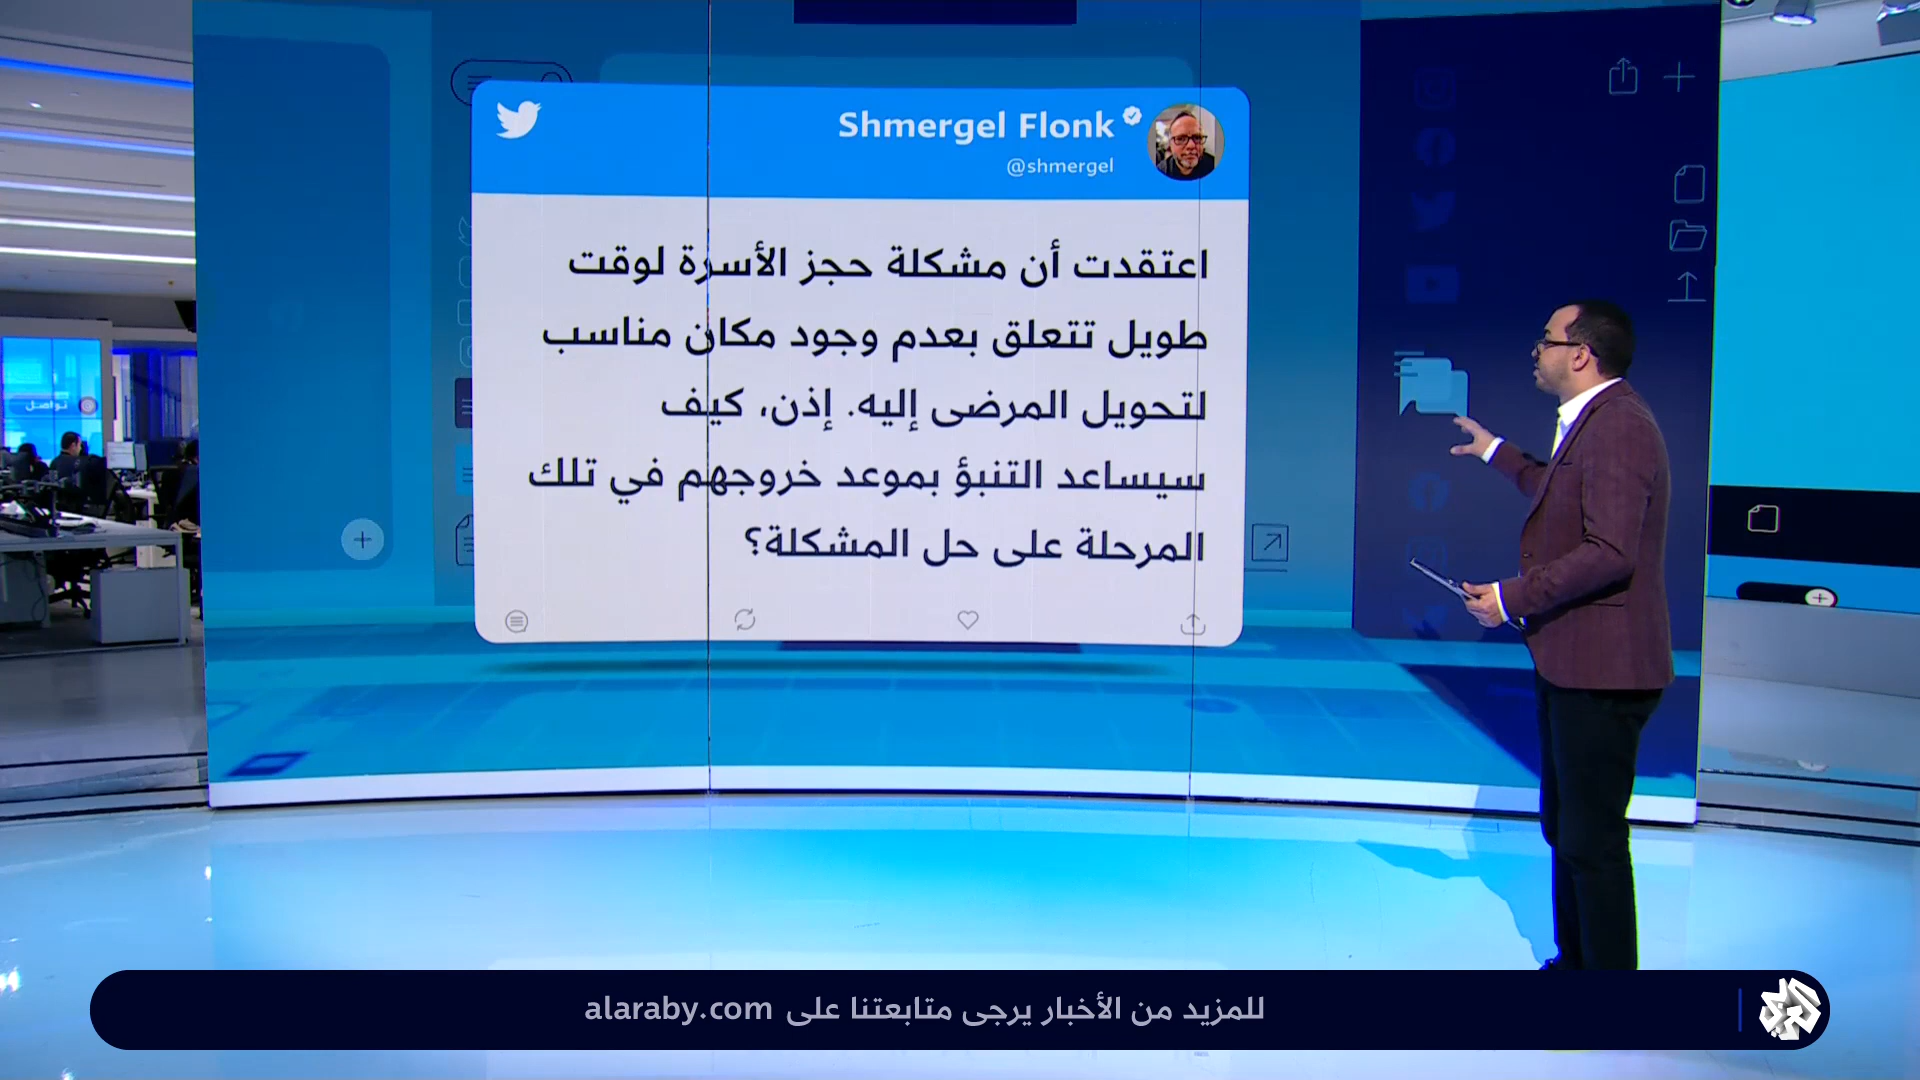 Shmergel Flonk
@shmergel
اعتقدت أن مشكلة حجز الأسرة لوقت
طويل تتعلق بعدم وجود مكان مناسب
لتحويل المرضى إليه. إذن، كيف
سيساعد التنبؤ بموعد خروجهم في تلك
المرحلة على حل المشكلة؟
تواصل
للمزيد من الأخبار يرجى متابعتنا على alaraby.com